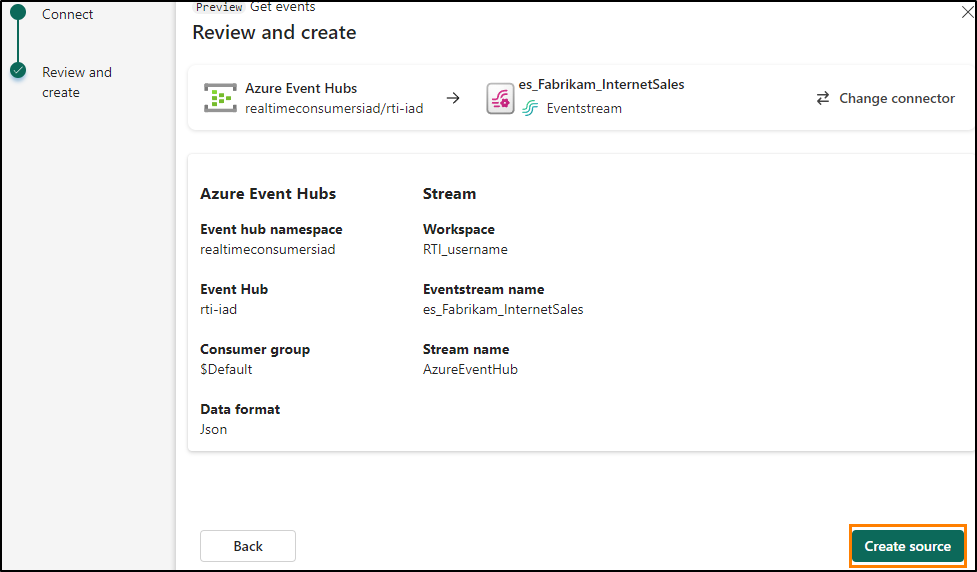 Connect
Review and
create
Preview Get events
Review and create
Azure Event Hubs
realtimeconsumersiad/rti-iad
es_Fabrikam_InternetSales
Eventstream
Change connector
Azure Event Hubs
Stream
Event hub namespace
realtimeconsumersiad
Workspace
RTI_username
Event Hub
rti-iad
Eventstream name
es_Fabrikam_InternetSales
Consumer group
$Default
Stream name
AzureEventHub
Data format
Json
Back
Create source